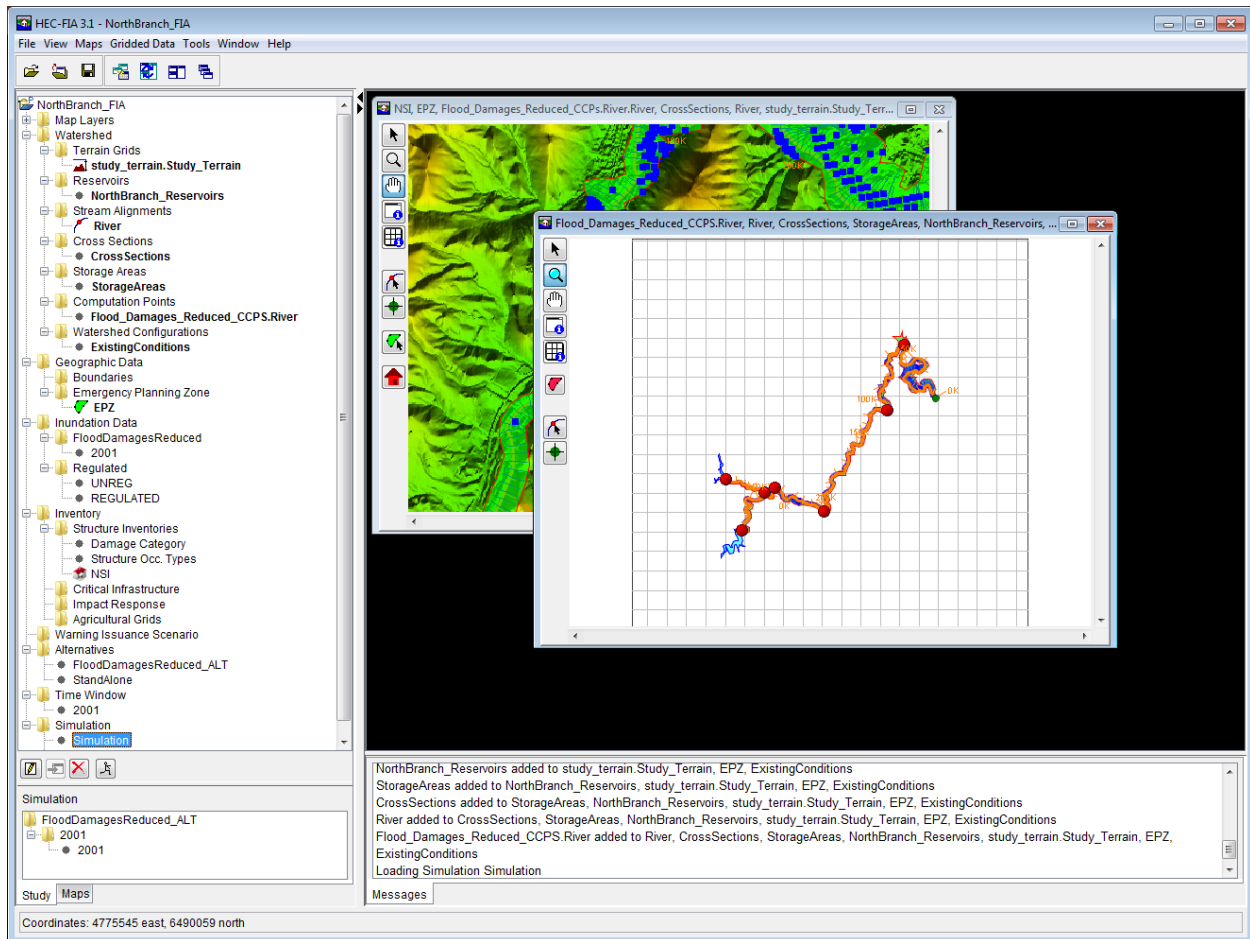 HEC-FIA 3.1 - NorthBranch_FIA
File View Maps Gridded Data Tools Window Help
NorthBranch_FIA
Map Layers
Watershed
Terrain Grids
study_terrain.Study_Terrain
Reservoirs
NorthBranch_Reservoirs
Stream Alignments
River
Cross Sections
CrossSections
Storage Areas
StorageAreas
Computation Points
Flood_Damages_Reduced_CCPS.River
Watershed Configurations
ExistingConditions
Geographic Data
Boundaries
Emergency Planning Zone
EPZ
Inundation Data
FloodDamagesReduced
2001
Regulated
UNREG
REGULATED
Inventory
Structure Inventories
Damage Category
Structure Occ. Types
NSI
Critical Infrastructure
Impact Response
Agricultural Grids
Warning Issuance Scenario
Alternatives
FloodDamagesReduced_ALT
StandAlone
Time Window
2001
Simulation
Simulation
Simulation
FloodDamagesReduced_ALT
2001
2001
Study Maps
NSI, EPZ, Flood_Damages_Reduced_CCPs.River.River, CrossSections, River, study_terrain.Study_Terr...
Flood_Damages_Reduced_CCPS.River, River, CrossSections, StorageAreas, NorthBranch_Reservoirs, ...
100K
0K
0K
NorthBranch_Reservoirs added to study_terrain.Study_Terrain, EPZ, ExistingConditions
StorageAreas added to NorthBranch_Reservoirs, study_terrain.Study_Terrain, EPZ, ExistingConditions
CrossSections added to StorageAreas, NorthBranch_Reservoirs, study_terrain.Study_Terrain, EPZ, ExistingConditions
River added to CrossSections, StorageAreas, NorthBranch_Reservoirs, study_terrain.Study_Terrain, EPZ, ExistingConditions
Flood_Damages_Reduced_CCPS.River added to River, CrossSections, StorageAreas, NorthBranch_Reservoirs, study_terrain.Study_Terrain, EPZ,
ExistingConditions
Loading Simulation Simulation
Messages
Coordinates: 4775545 east, 6490059 north